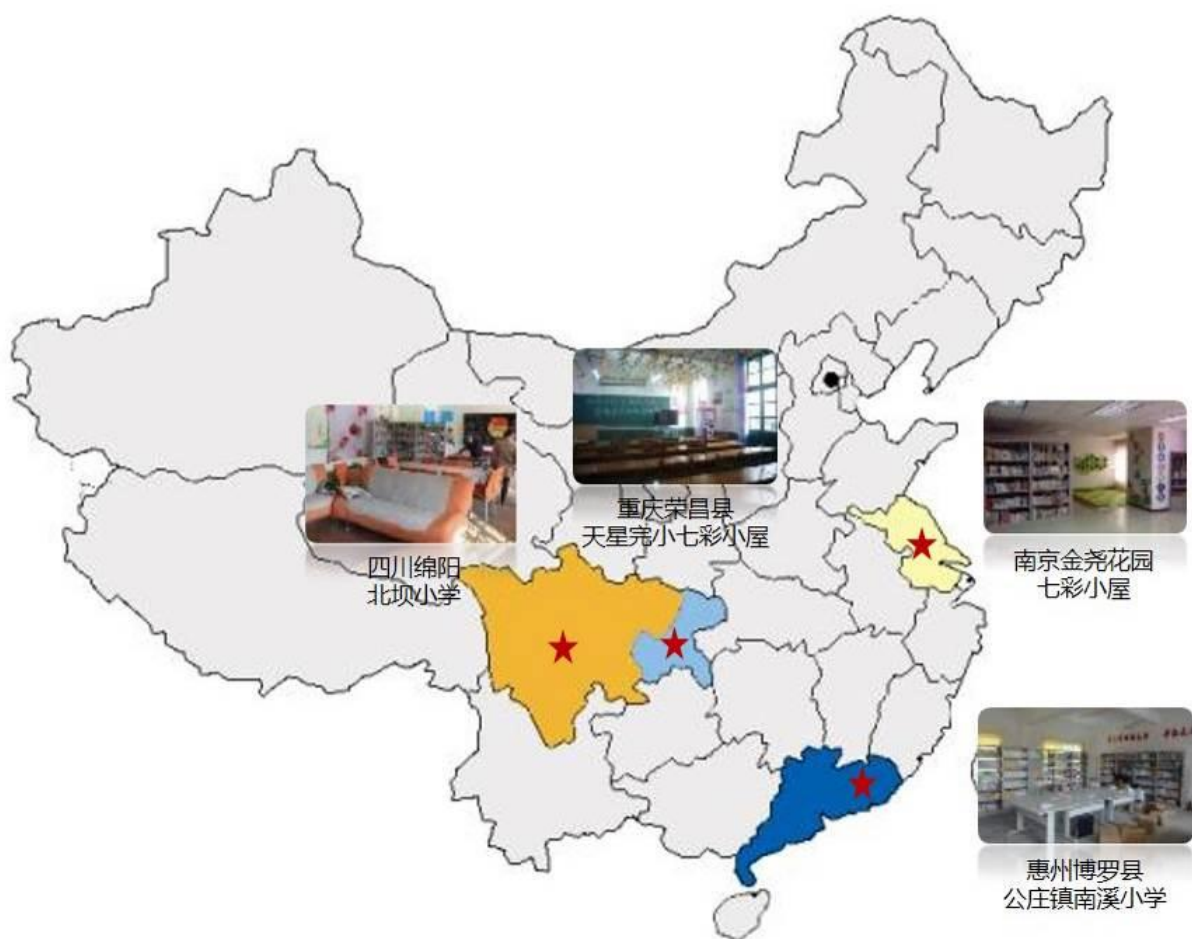 重庆荣昌县
天星完小七彩小屋
四川绵阳
北坝小学
南京金尧花园
七彩小屋
惠州博罗县
公庄镇南溪小学